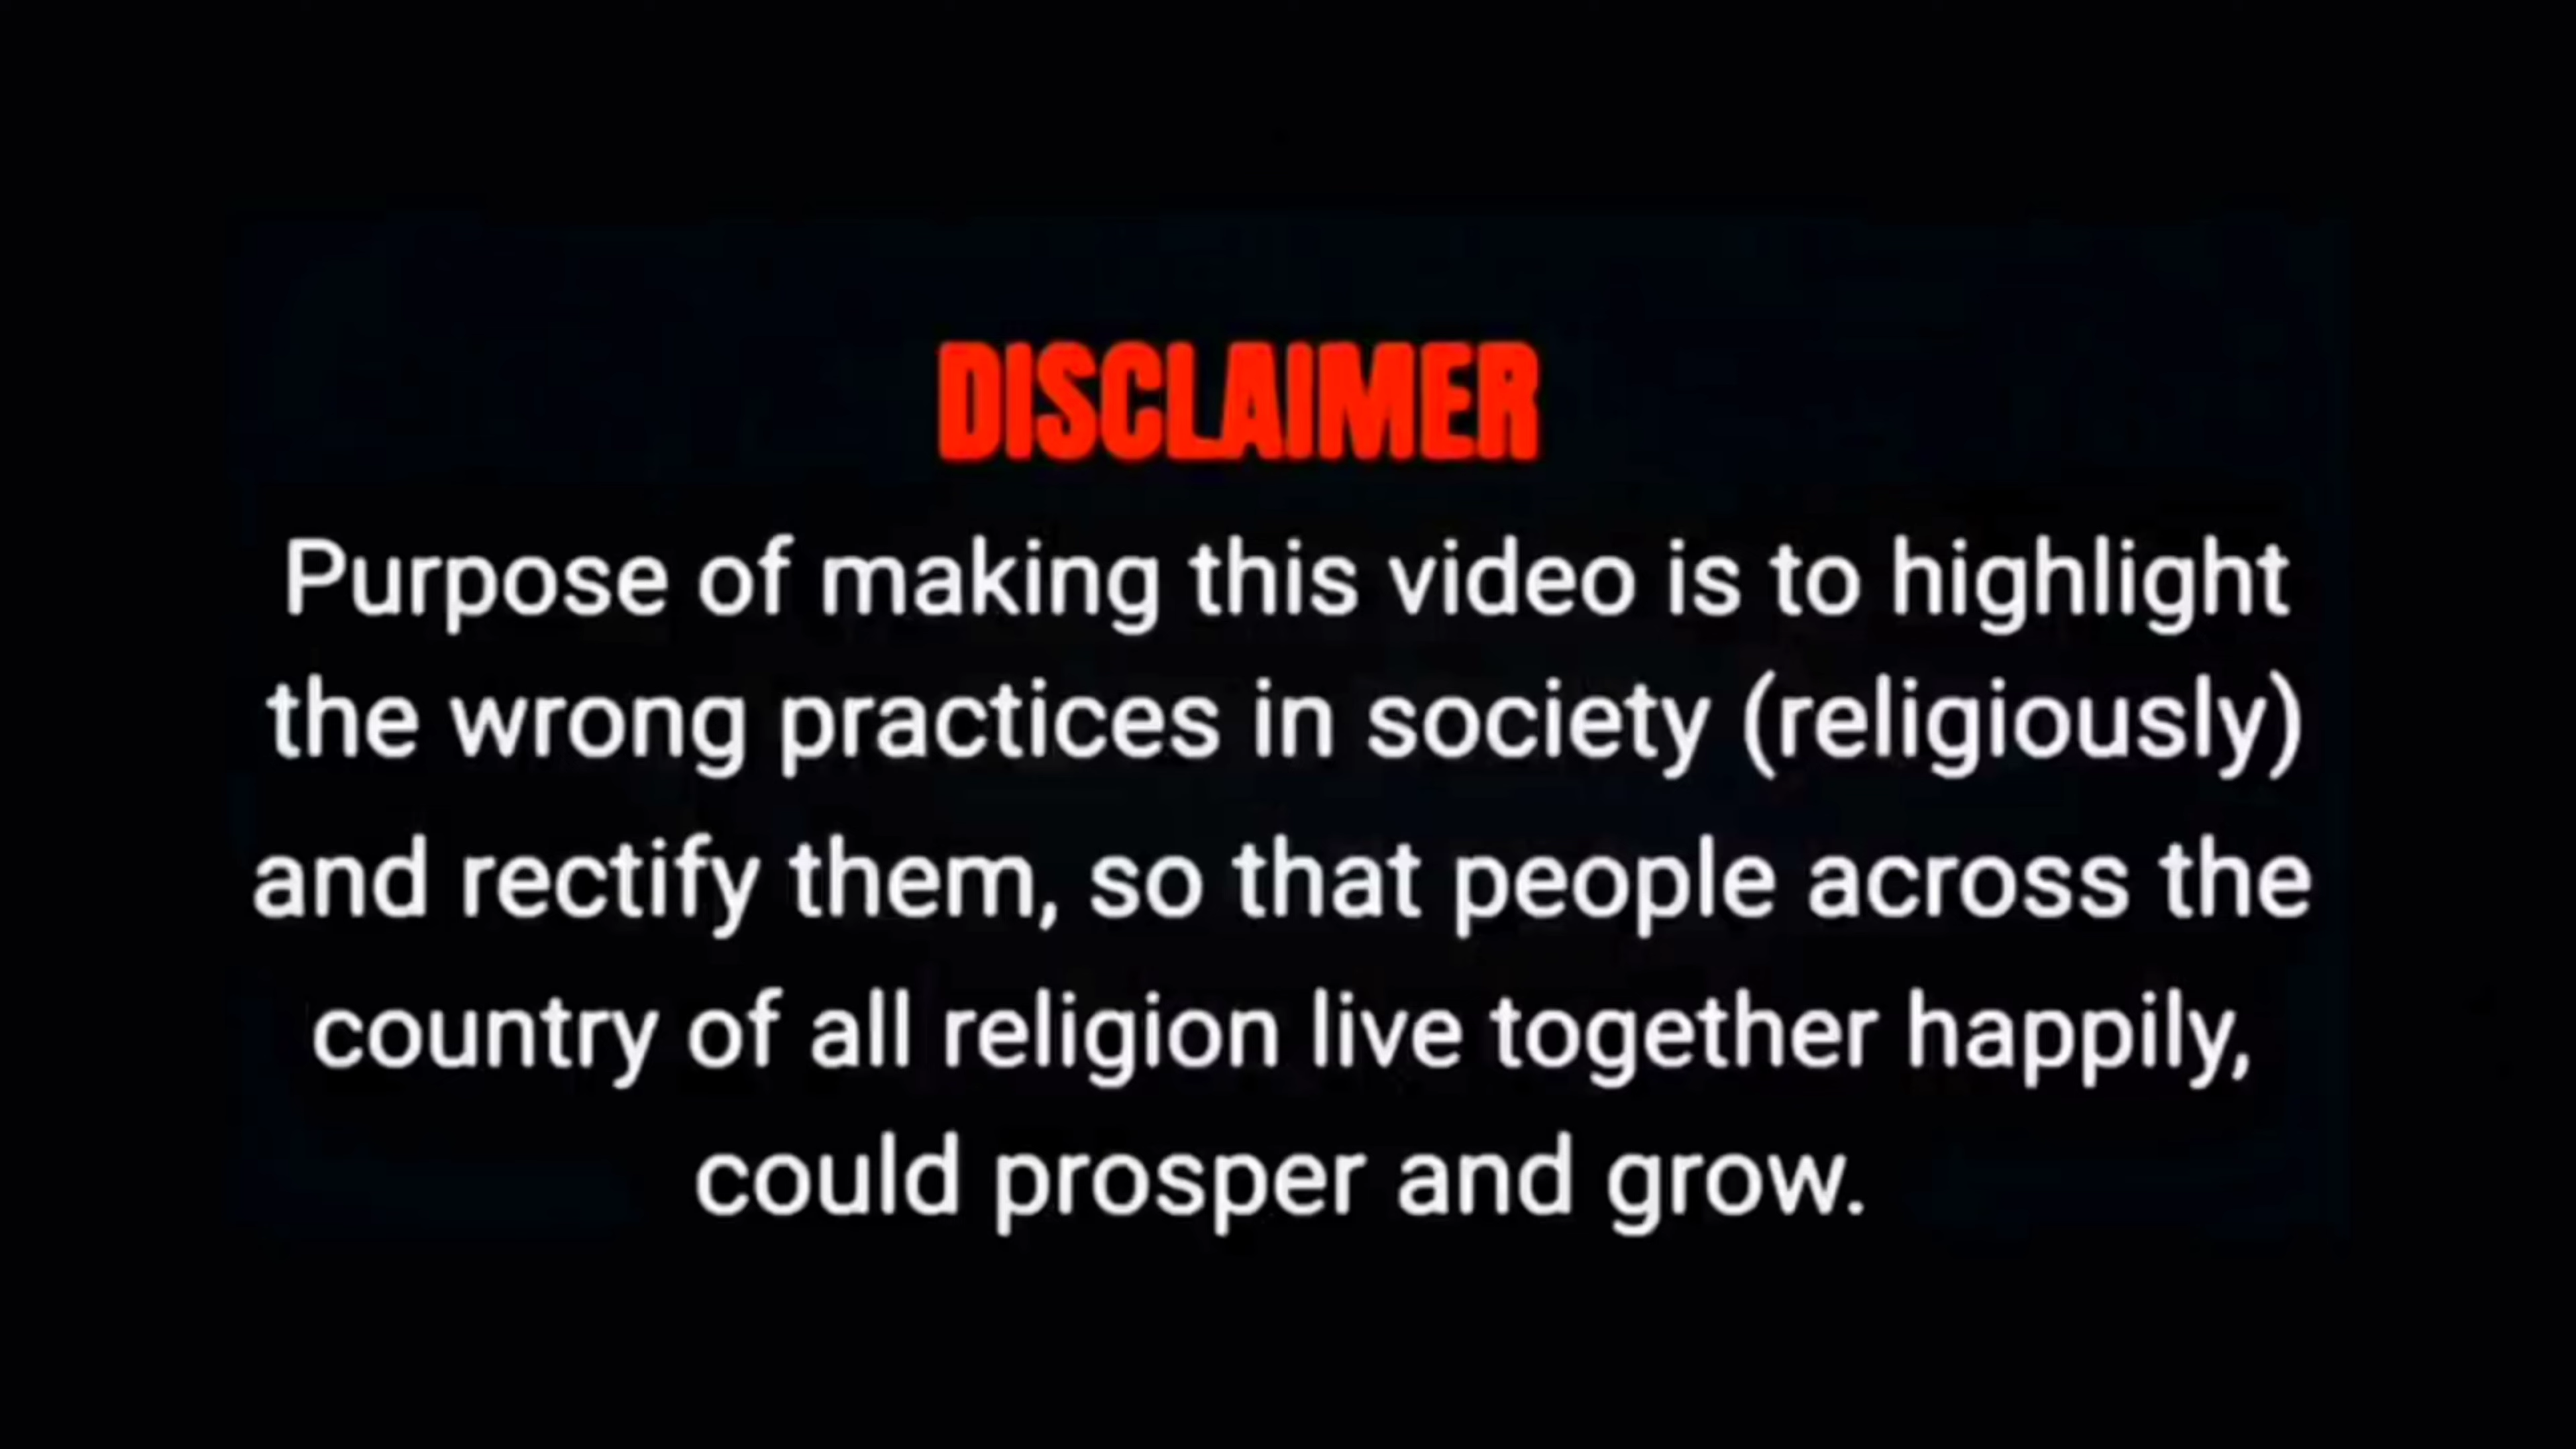 DISCLAIMER
Purpose of making this video is to highlight
the wrong practices in society (religiously)
and rectify them, so that people across the
country of all religion live together happily,
could prosper and grow.